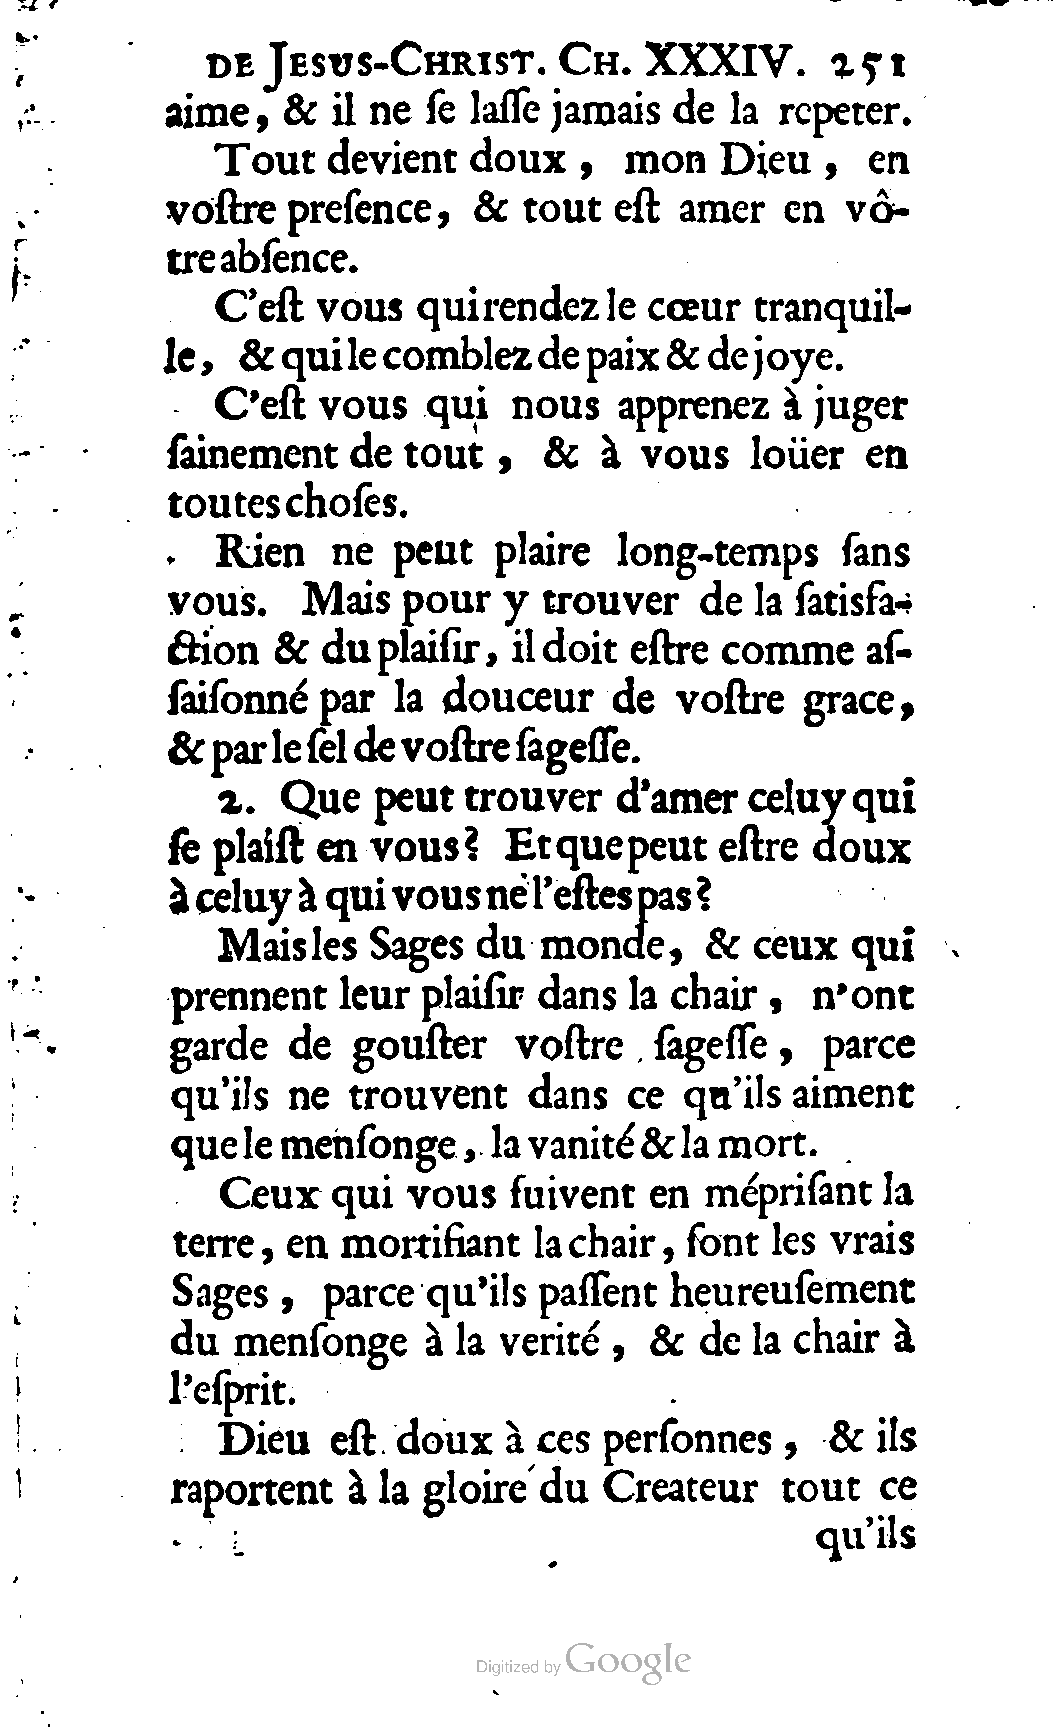 DE JESUS-CHRIST. CH. XXXIV. 251
aime, & il ne ſe laſſe jamais de la repeter.
Tout devient doux, mon Dieu, en
voſtre preſence, & tout eſt amer en vô-
tre abſence.
C'eſt vous qui rendez le cœur tranquil-
le, & qui le comblez de paix & de joye.
C'eſt vous qui nous apprenez à juger
ſainement de tout, & à vous loüer en
toutes choſes.
Rien ne peut plaire long-temps ſans
vous. Mais pour y trouver de la ſatisfa-
ction & du plaiſir, il doit eſtre comme aſ-
ſaiſonné par la douceur de voſtre grace,
& par le ſel de voſtre ſageſſe.
2. Que peut trouver d'amer celuy qui
ſe plaiſt en vous? Et que peut eſtre doux
à celuy à qui vous ne l'eſtes pas?
Mais les Sages du monde, & ceux qui
prennent leur plaiſir dans la chair, n'ont
garde de gouſter voſtre ſageſſe, parce
qu'ils ne trouvent dans ce qu'ils aiment
que le menſonge, la vanité & la mort.
Ceux qui vous ſuivent en mépriſant la
terre, en mortifiant la chair, ſont les vrais
Sages, parce qu'ils paſſent heureuſement
du menſonge à la verité, & de la chair à
l'eſprit.
Dieu eſt doux à ces perſonnes, & ils
raportent à la gloire du Createur tout ce
qu'ils
Digitized by Google